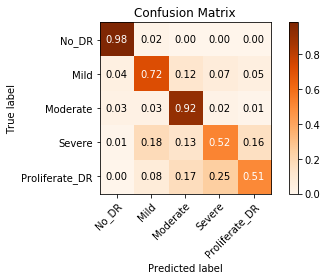 Confusion Matrix
No_DR 0.98 0.02 0.00 0.00 0.00
Mild 0.04 0.72 0.12 0.07 0.05
Moderate 0.03 0.03 0.92 0.02 0.01
Severe 0.01 0.18 0.13 0.52 0.16
Proliferate_DR 0.00 0.08 0.17 0.25 0.51
No_DR Mild Moderate Severe Proliferate_DR
Predicted label
True label
0.8
0.6
0.4
0.2
0.0